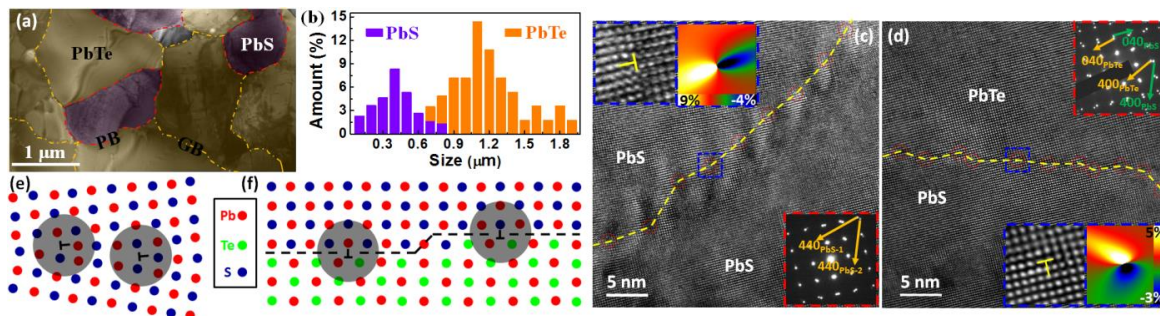 (a)
PbTe
PbS
PB
GB
1 μm
(b)
PbS
PbTe
Amount (%)
15
12
9
6
3
0
0.3 0.6 0.9 1.2 1.5 1.8
Size (μm)
(c)
9%
-4%
PbS
PbS
440PbS-1
440PbS-2
5 nm
(d)
040PbS
040PbTe
400PbTe
400PbS
PbTe
PbS
5%
-3%
5 nm
(e)
Pb
Te
S
(f)